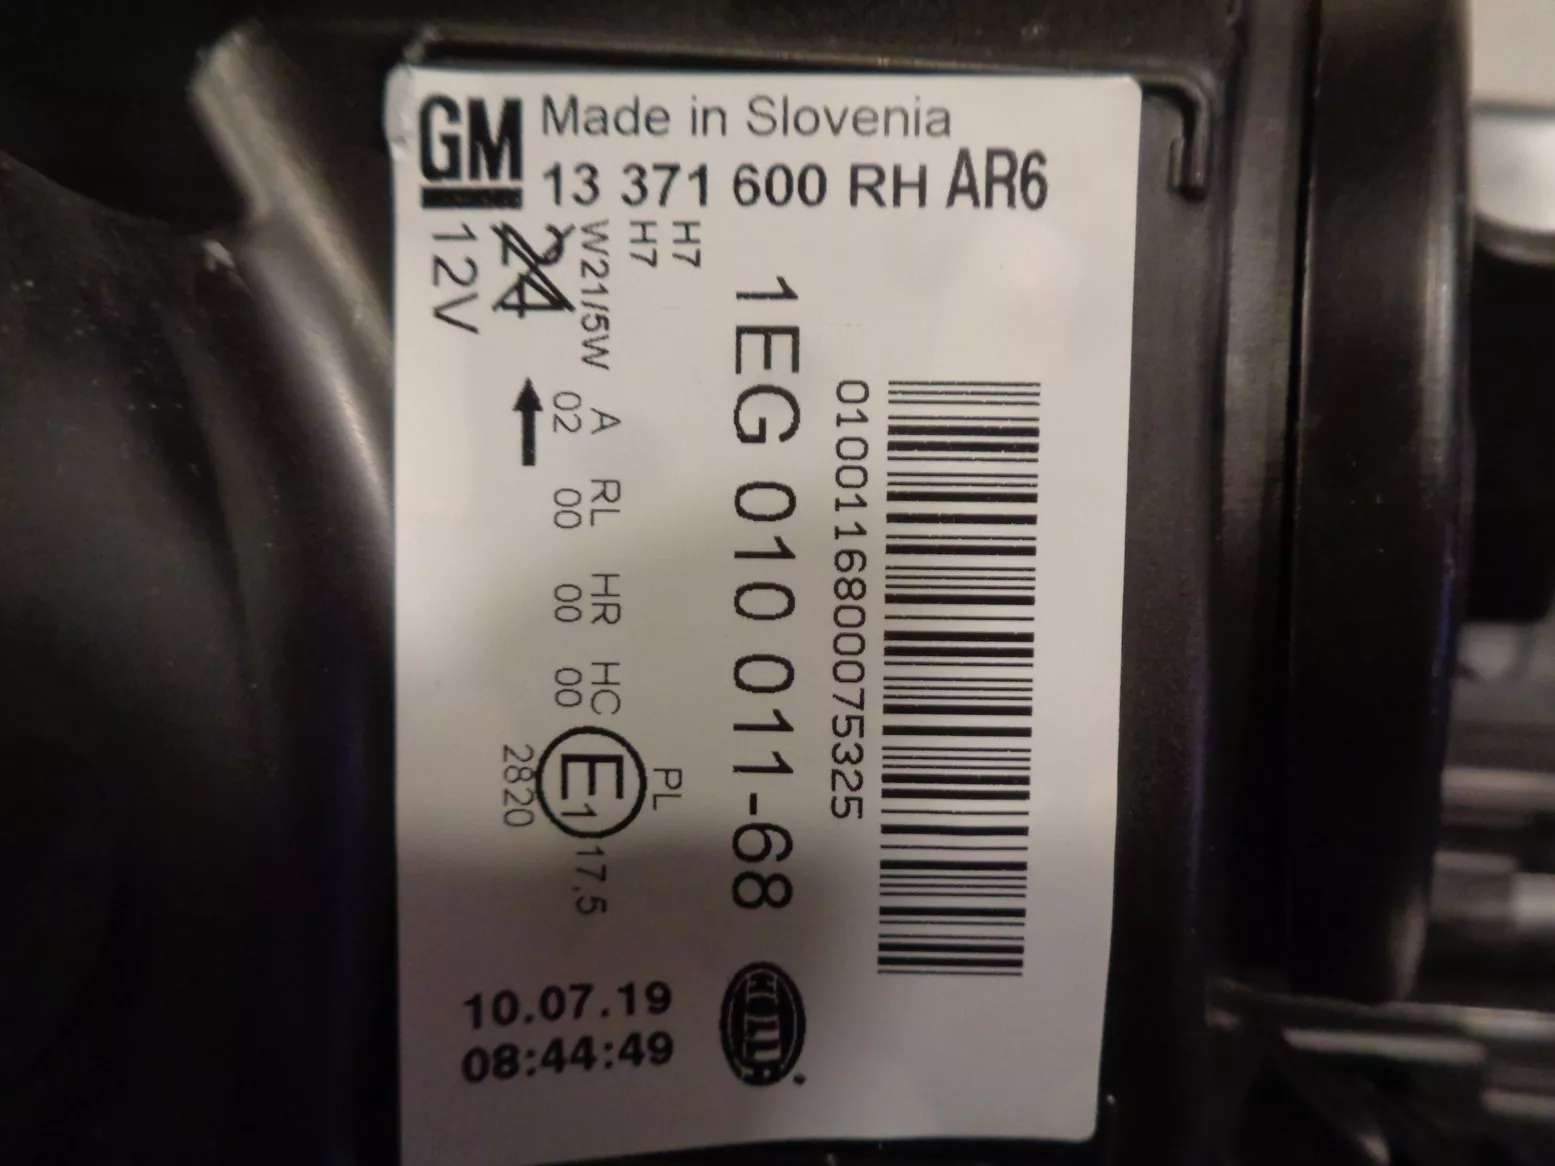 GM
Made in Slovenia
13 371 600 RH AR6
01001168000075325
1EG 010 011-68
H7
H7
W21/5W
A RL HR HC PL
02 00 00 00 E1 17,5
2820
24
12V
10.07.19
08:44:49
HELLA